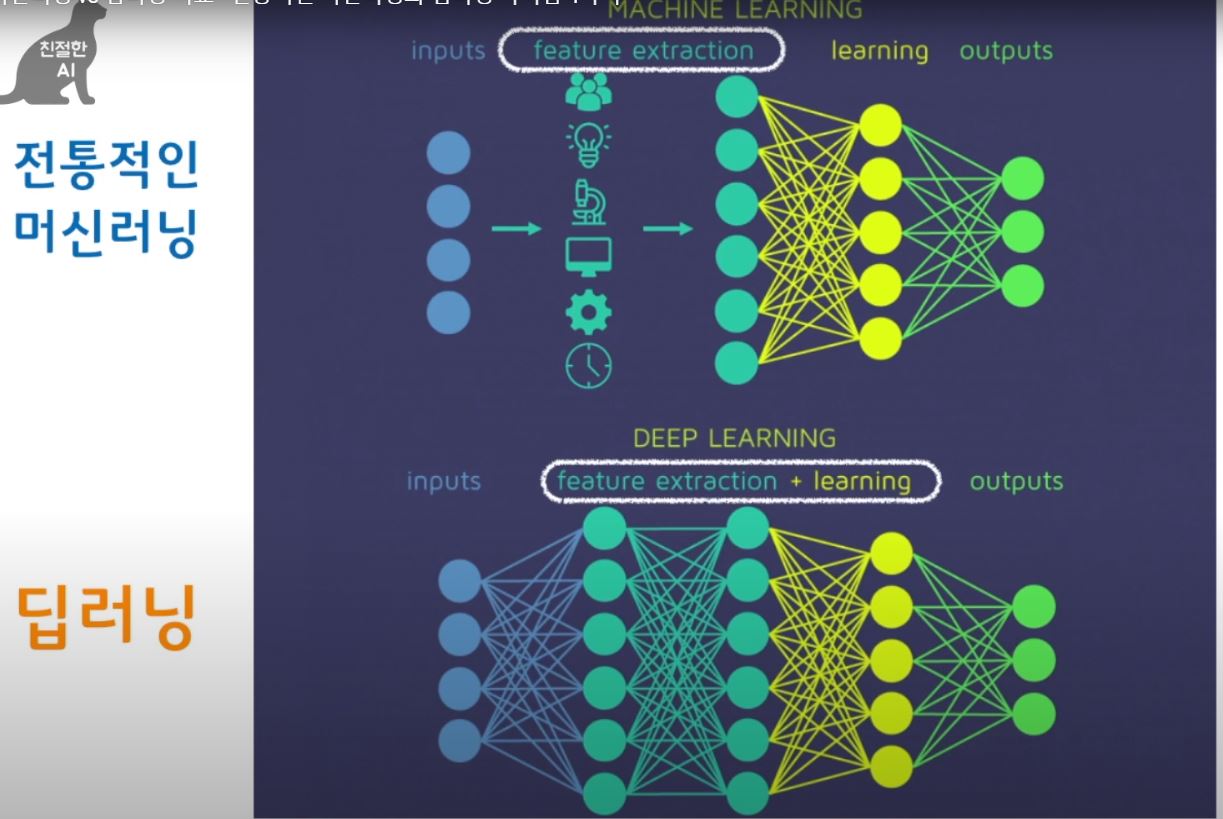 MACHINE LEARNING
친절한
AI
inputs feature extraction learning outputs
전통적인
머신러닝
DEEP LEARNING
inputs feature extraction + learning outputs
딥러닝